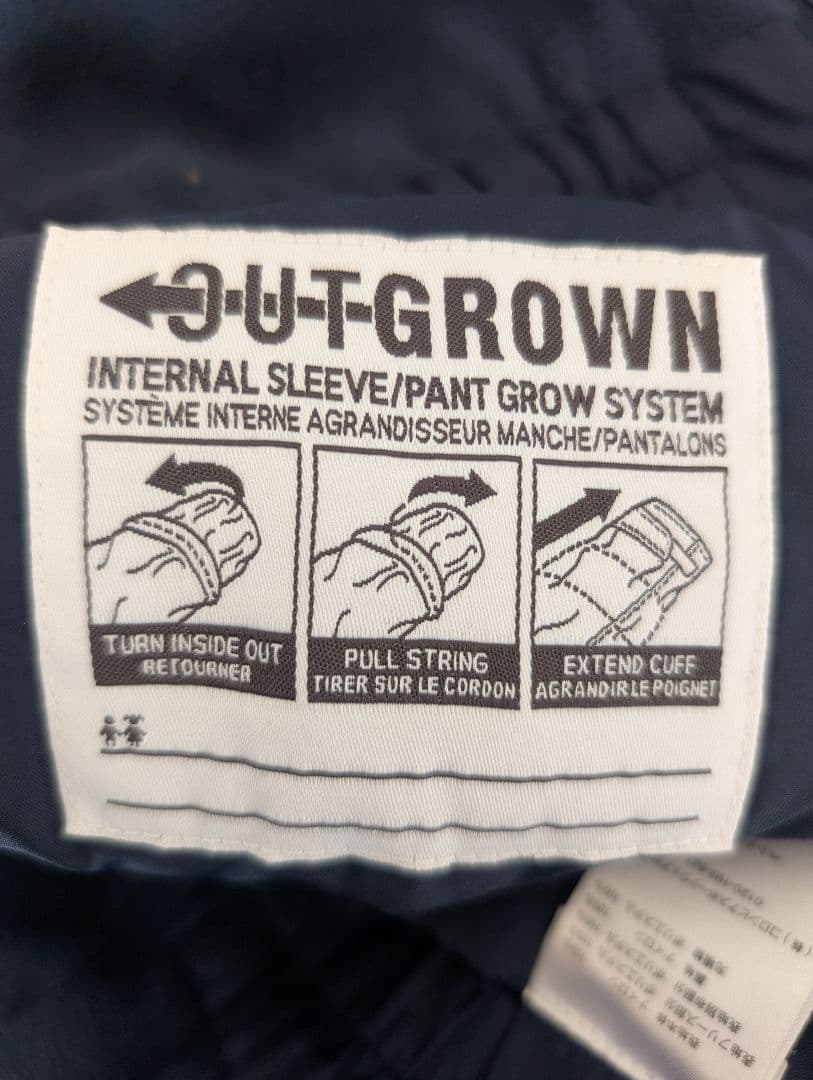 OUTGROWN
INTERNAL SLEEVE/PANT GROW SYSTEM
SYSTÈME INTERNE AGRANDISSEUR MANCHE/PANTALONS
TURN INSIDE OUT
RETOURNER
PULL STRING
TIRER SUR LE CORDON
EXTEND CUFF
AGRANDIR LE POIGNET